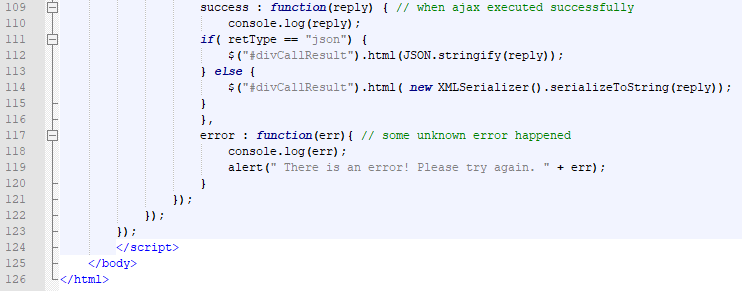 109 success : function(reply) { // when ajax executed successfully
110 console.log(reply);
111 if( retType == "json") {
112 $("#divCallResult").html(JSON.stringify(reply));
113 } else {
114 $("#divCallResult").html( new XMLSerializer().serializeToString(reply));
115 }
116 },
117 error : function(err){ // some unknown error happened
118 console.log(err);
119 alert(" There is an error! Please try again. " + err);
120 }
121 });
122 });
123 });
124 </script>
125 </body>
126 </html>